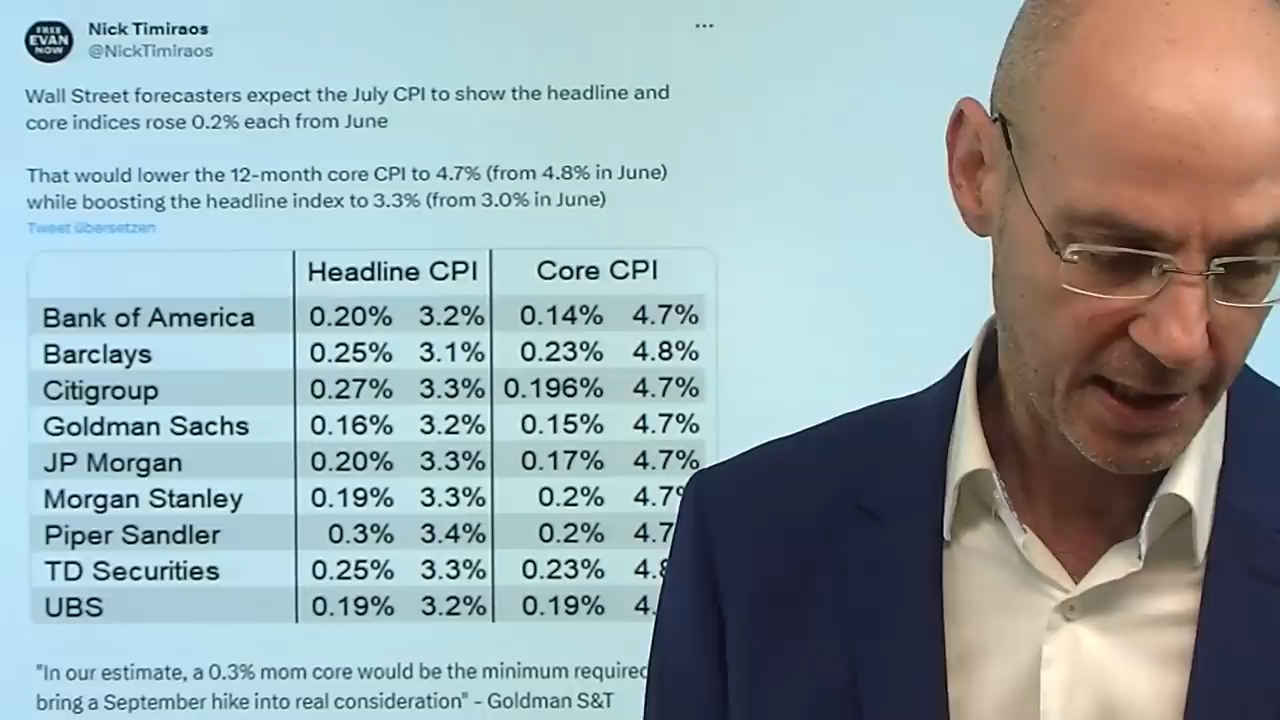 FREE
EVAN
NOW
Nick Timiraos
@NickTimiraos
Wall Street forecasters expect the July CPI to show the headline and
core indices rose 0.2% each from June
That would lower the 12-month core CPI to 4.7% (from 4.8% in June)
while boosting the headline index to 3.3% (from 3.0% in June)
Tweet übersetzen
Headline CPI Core CPI
Bank of America 0.20% 3.2% 0.14% 4.7%
Barclays 0.25% 3.1% 0.23% 4.8%
Citigroup 0.27% 3.3% 0.196% 4.7%
Goldman Sachs 0.16% 3.2% 0.15% 4.7%
JP Morgan 0.20% 3.3% 0.17% 4.7%
Morgan Stanley 0.19% 3.3% 0.2% 4.7%
Piper Sandler 0.3% 3.4% 0.2% 4.7
TD Securities 0.25% 3.3% 0.23% 4.8
UBS 0.19% 3.2% 0.19% 4.
"In our estimate, a 0.3% mom core would be the minimum required
bring a September hike into real consideration" - Goldman S&T